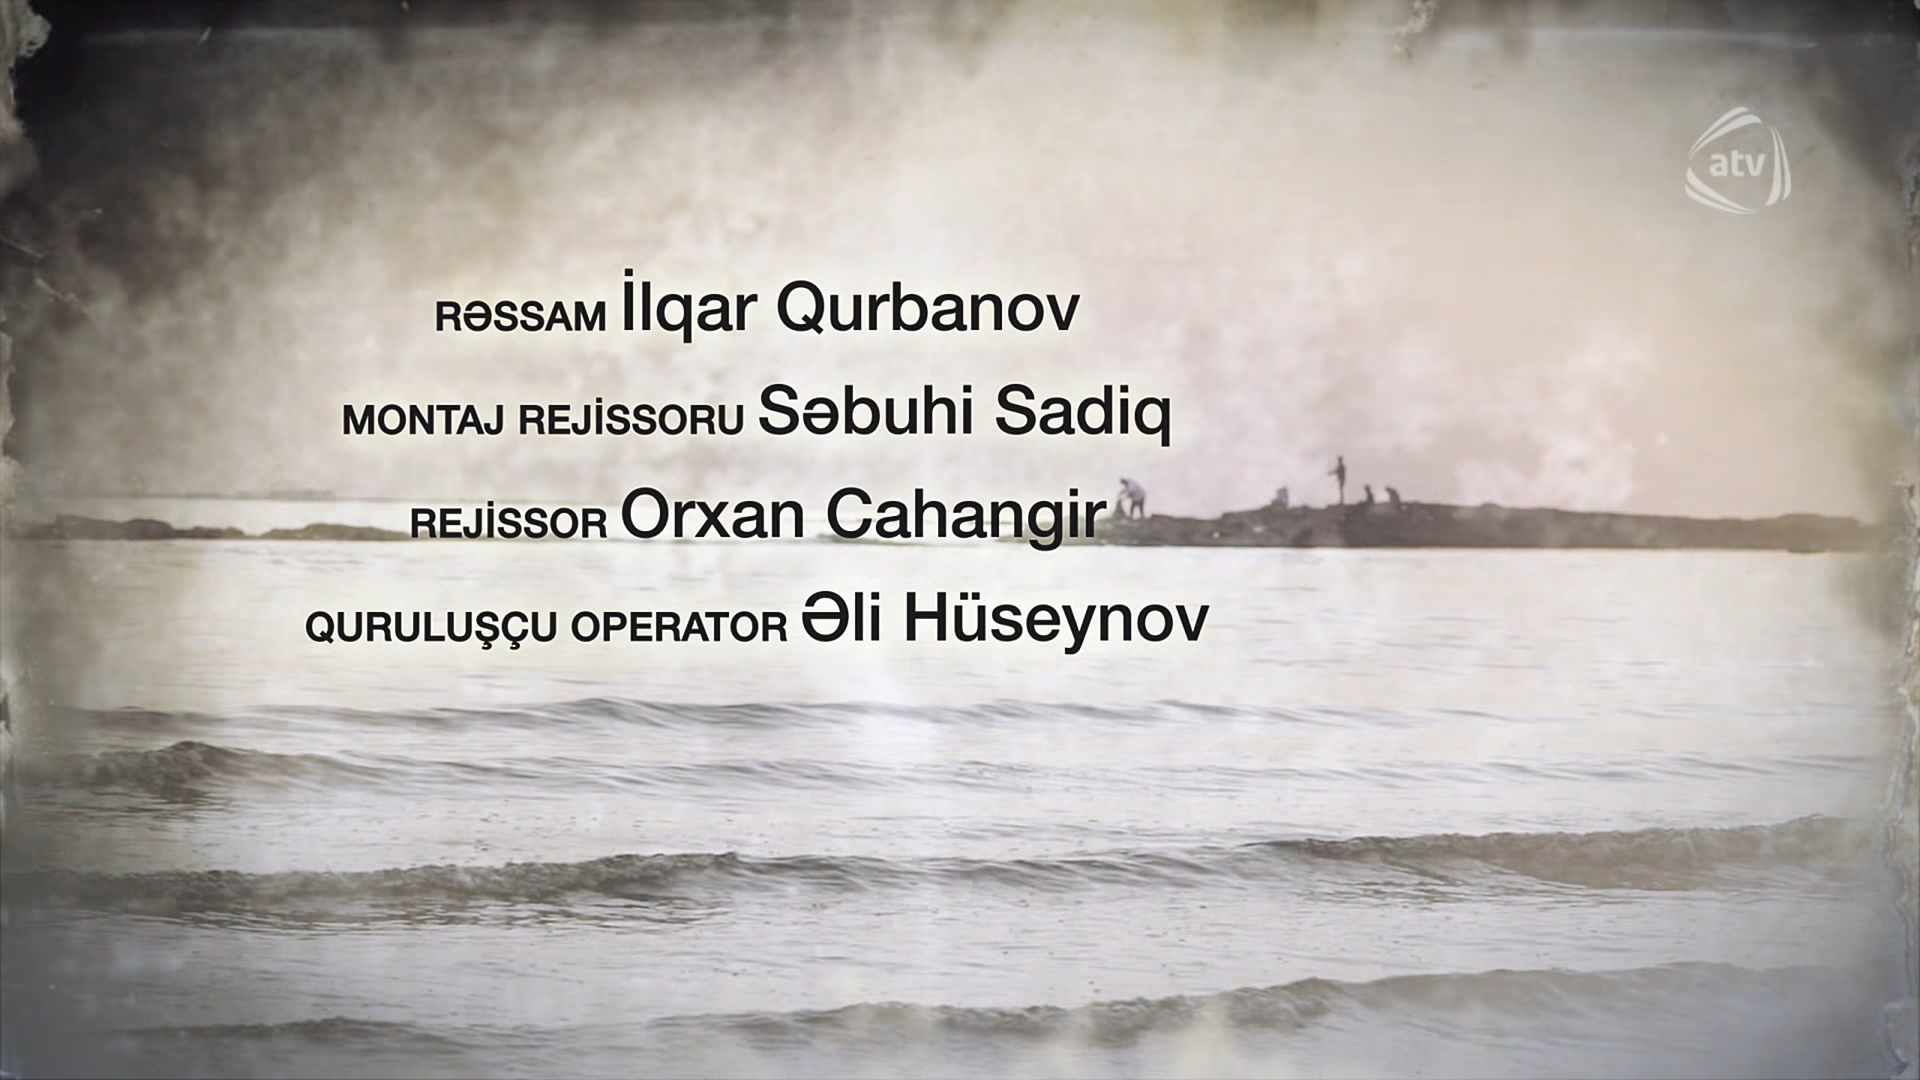 atv
RƏSSAM İlqar Qurbanov
MONTAJ REJİSSORU Səbuhi Sadiq
REJİSSOR Orxan Cahangir
QURULUŞÇU OPERATOR Əli Hüseynov